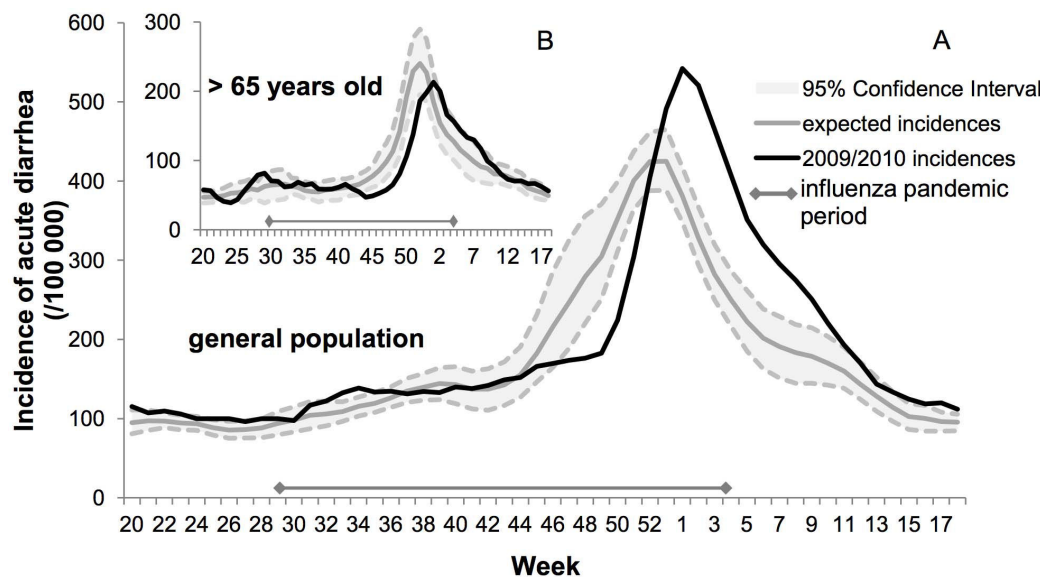 600
500
400
300
200
100
0
Incidence of acute diarrhea
(/100 000)
300
200
100
0
B
> 65 years old
20 25 30 35 40 45 50 2 7 12 17
A
95% Confidence Interval
expected incidences
2009/2010 incidences
influenza pandemic
period
general population
20 22 24 26 28 30 32 34 36 38 40 42 44 46 48 50 52 1 3 5 7 9 11 13 15 17
Week